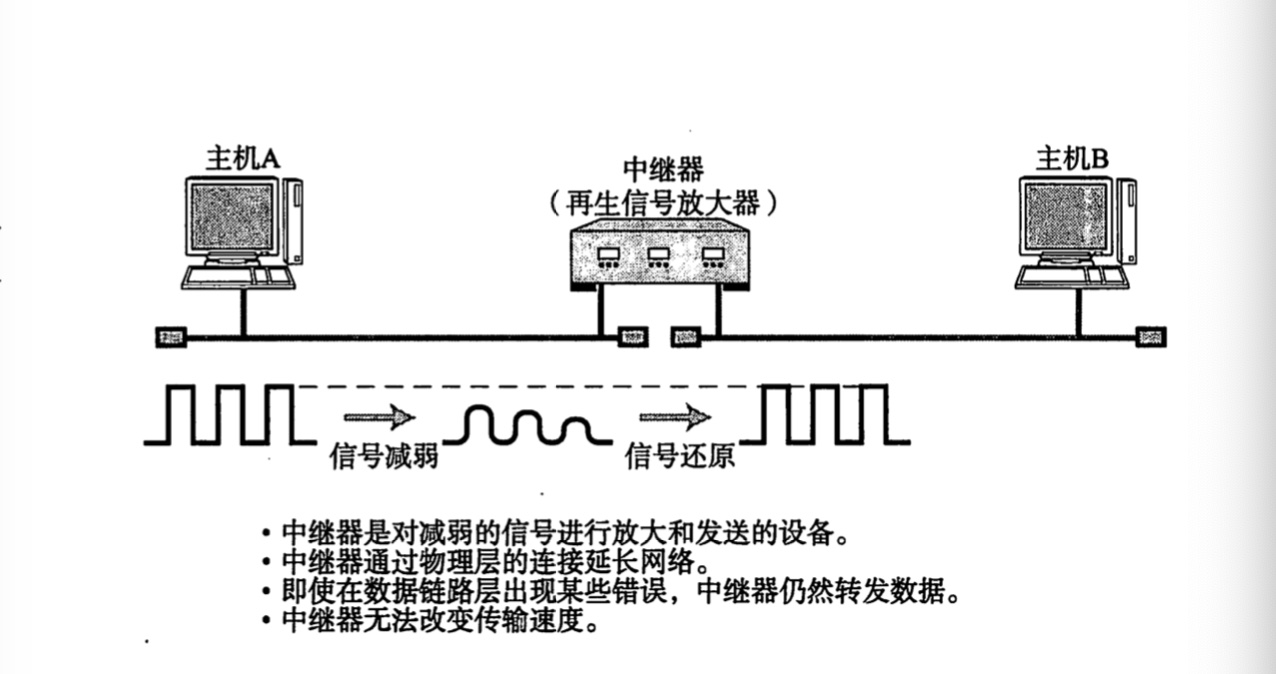 主机A
中继器
（再生信号放大器）
主机B
信号减弱
信号还原
• 中继器是对减弱的信号进行放大和发送的设备。
• 中继器通过物理层的连接延长网络。
• 即使在数据链路层出现某些错误，中继器仍然转发数据。
• 中继器无法改变传输速度。